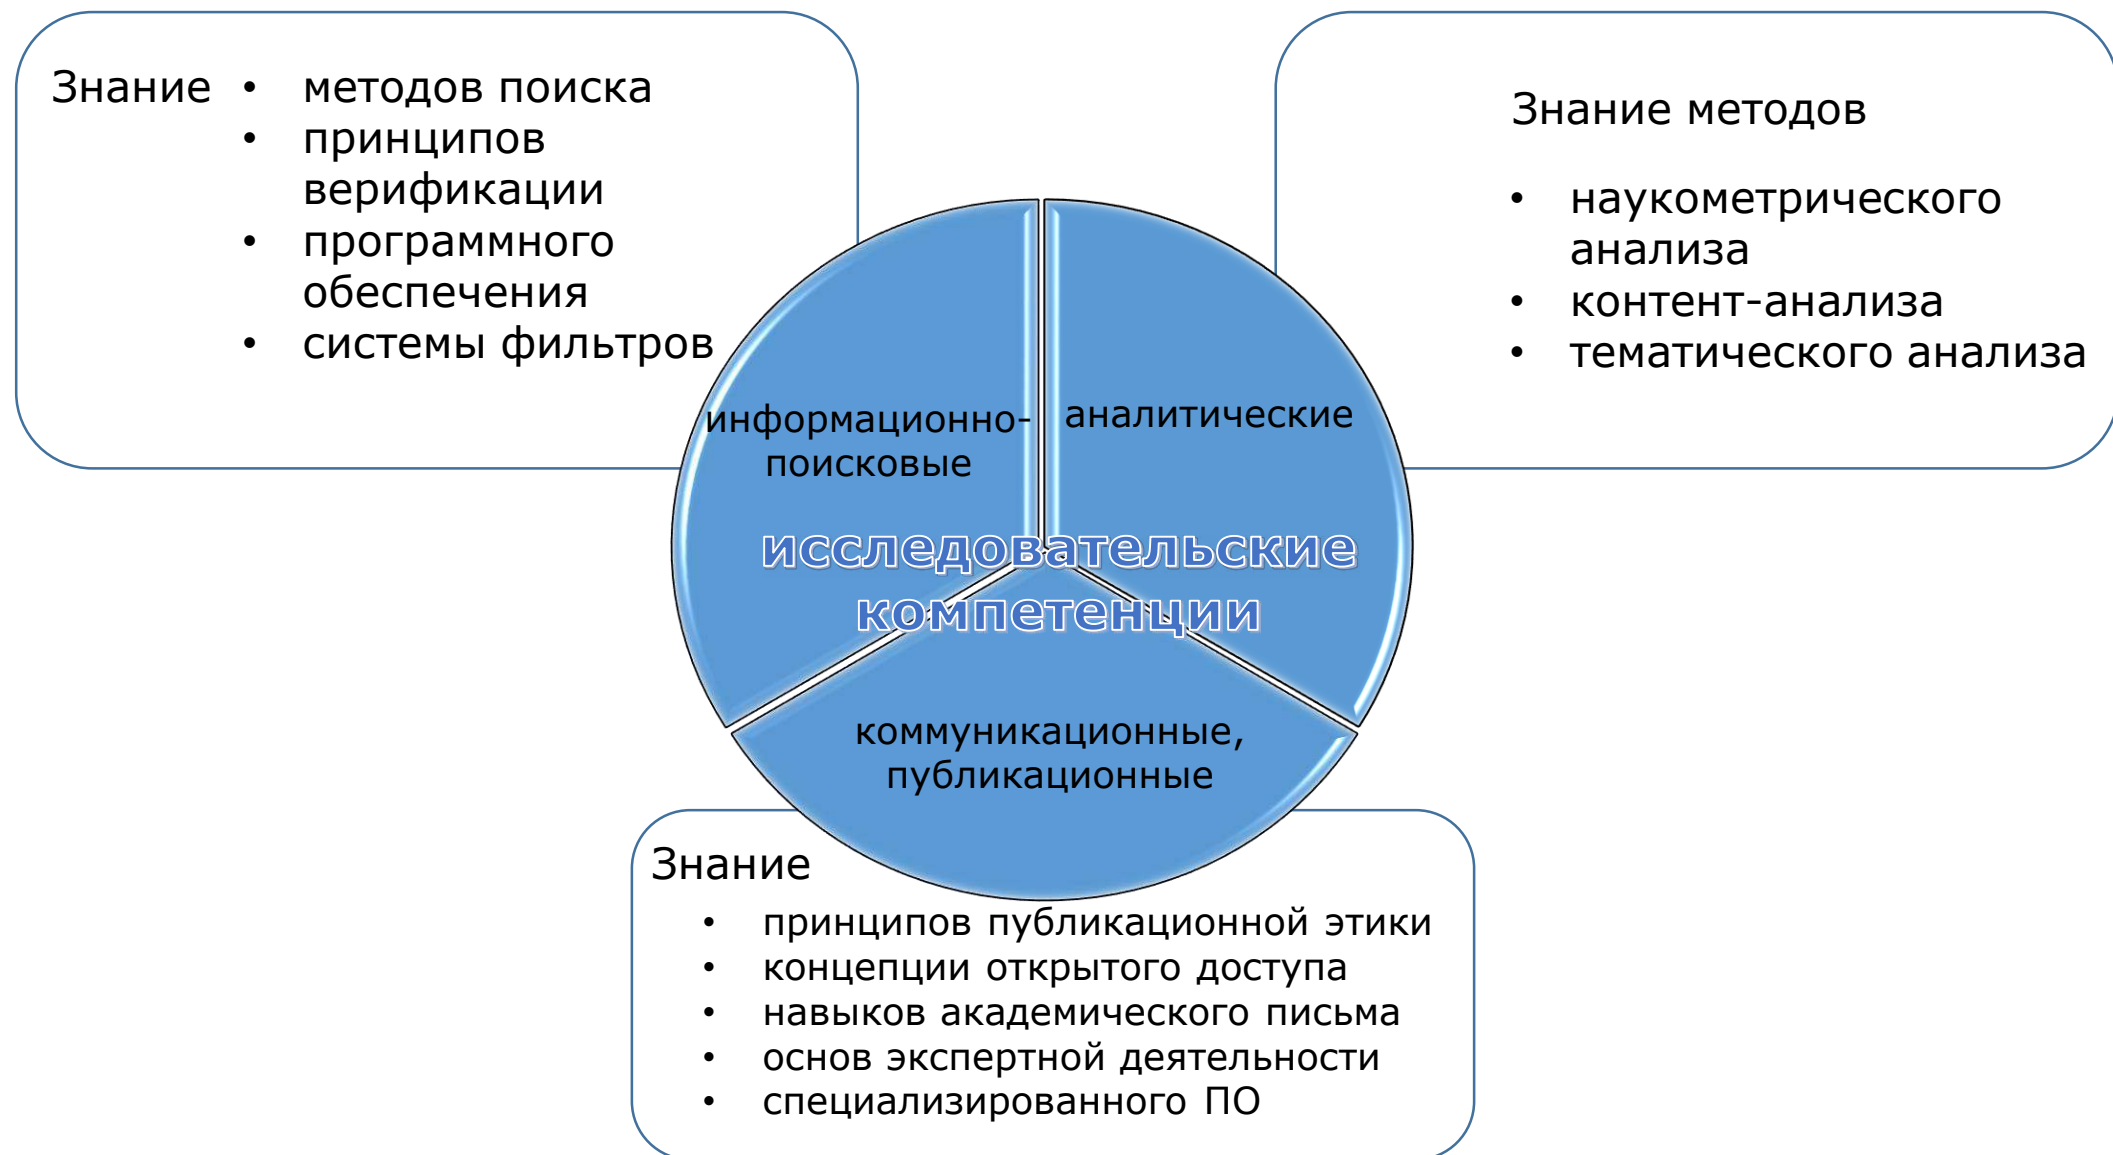 Знание • методов поиска
• принципов
верификации
• программного
обеспечения
• системы фильтров
Знание методов
• наукометрического
анализа
• контент-анализа
• тематического анализа
информационно-
поисковые
аналитические
исследовательские
компетенции
коммуникационные,
публикационные
Знание
• принципов публикационной этики
• концепции открытого доступа
• навыков академического письма
• основ экспертной деятельности
• специализированного ПО